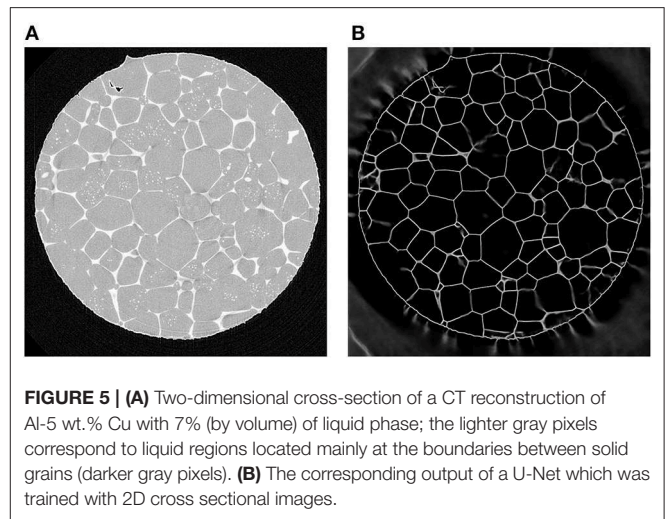 A
B
FIGURE 5 | (A) Two-dimensional cross-section of a CT reconstruction of
Al-5 wt.% Cu with 7% (by volume) of liquid phase; the lighter gray pixels
correspond to liquid regions located mainly at the boundaries between solid
grains (darker gray pixels). (B) The corresponding output of a U-Net which was
trained with 2D cross sectional images.